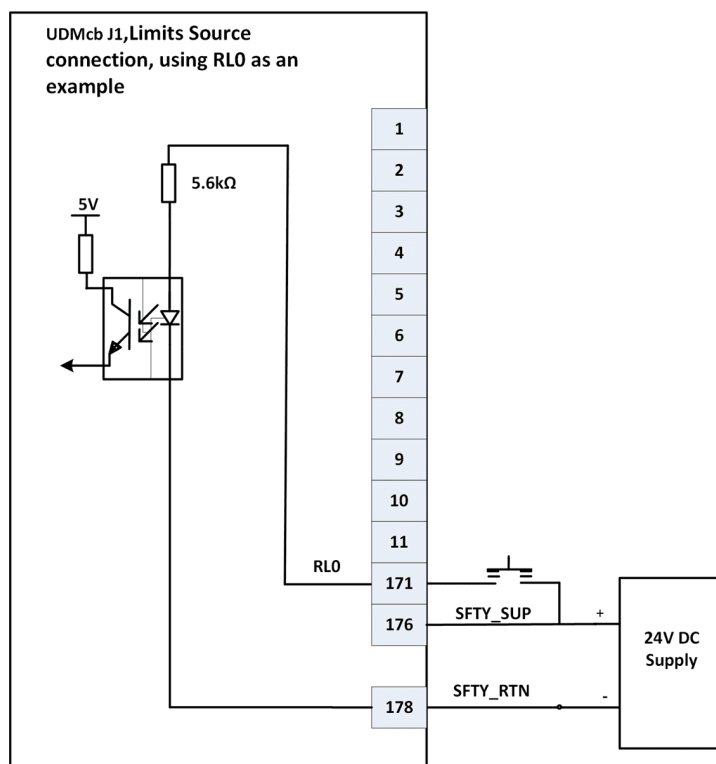 UDMcb J1,Limits Source
connection, using RL0 as an
example
1
2
3
4
5
6
7
8
9
10
11
171
176
178
5.6kΩ
5V
RL0
SFTY_SUP
+
24V DC
Supply
SFTY_RTN
-